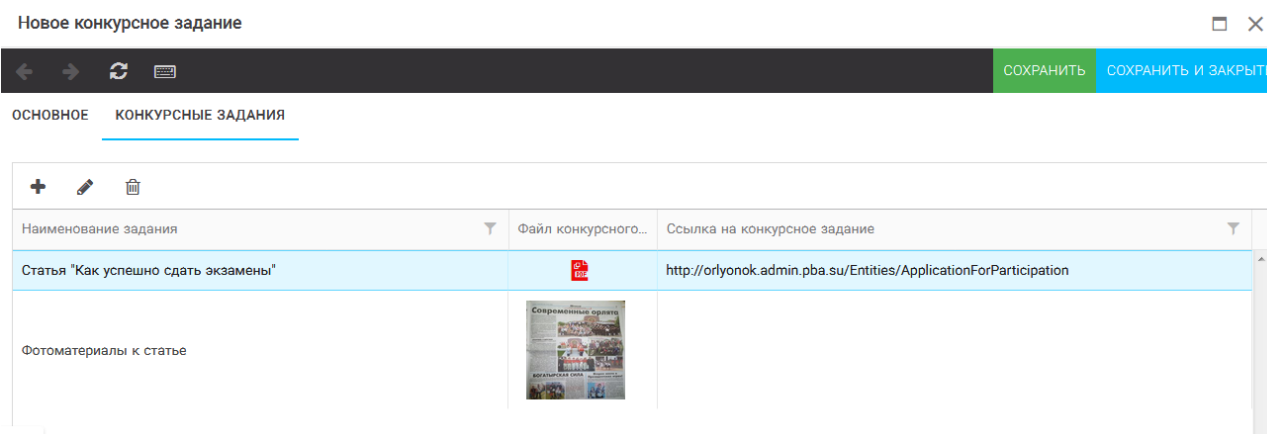 Новое конкурсное задание
СОХРАНИТЬ СОХРАНИТЬ И ЗАКРЫТЬ
ОСНОВНОЕ КОНКУРСНЫЕ ЗАДАНИЯ
Наименование задания Файл конкурсного... Ссылка на конкурсное задание
Статья "Как успешно сдать экзамены" PDF http://orlyonok.admin.pba.su/Entities/ApplicationForParticipation
Современные орлята
Фотоматериалы к статье
БОГАТЫРСКАЯ СИЛА